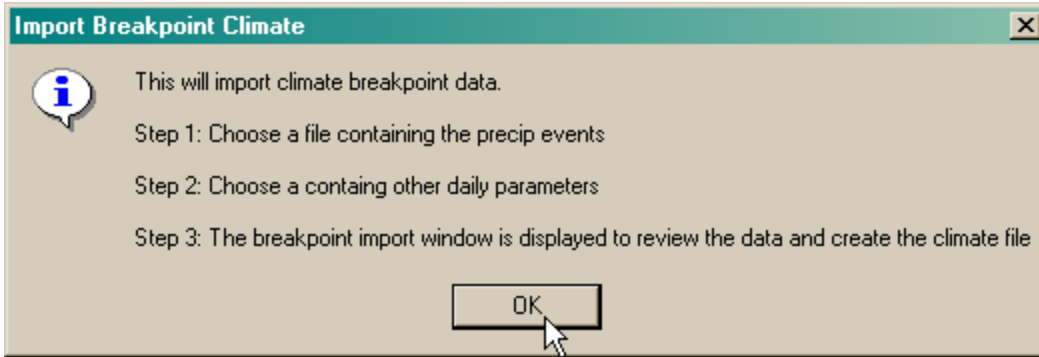 Import Breakpoint Climate
This will import climate breakpoint data.
Step 1: Choose a file containing the precip events
Step 2: Choose a containg other daily parameters
Step 3: The breakpoint import window is displayed to review the data and create the climate file
OK